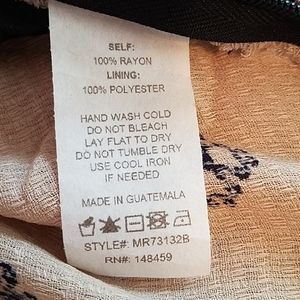 SELF:
100% RAYON
LINING:
100% POLYESTER
HAND WASH COLD
DO NOT BLEACH
LAY FLAT TO DRY
DO NOT TUMBLE DRY
USE COOL IRON
IF NEEDED
MADE IN GUATEMALA
STYLE#: MR73132B
RN#: 148459